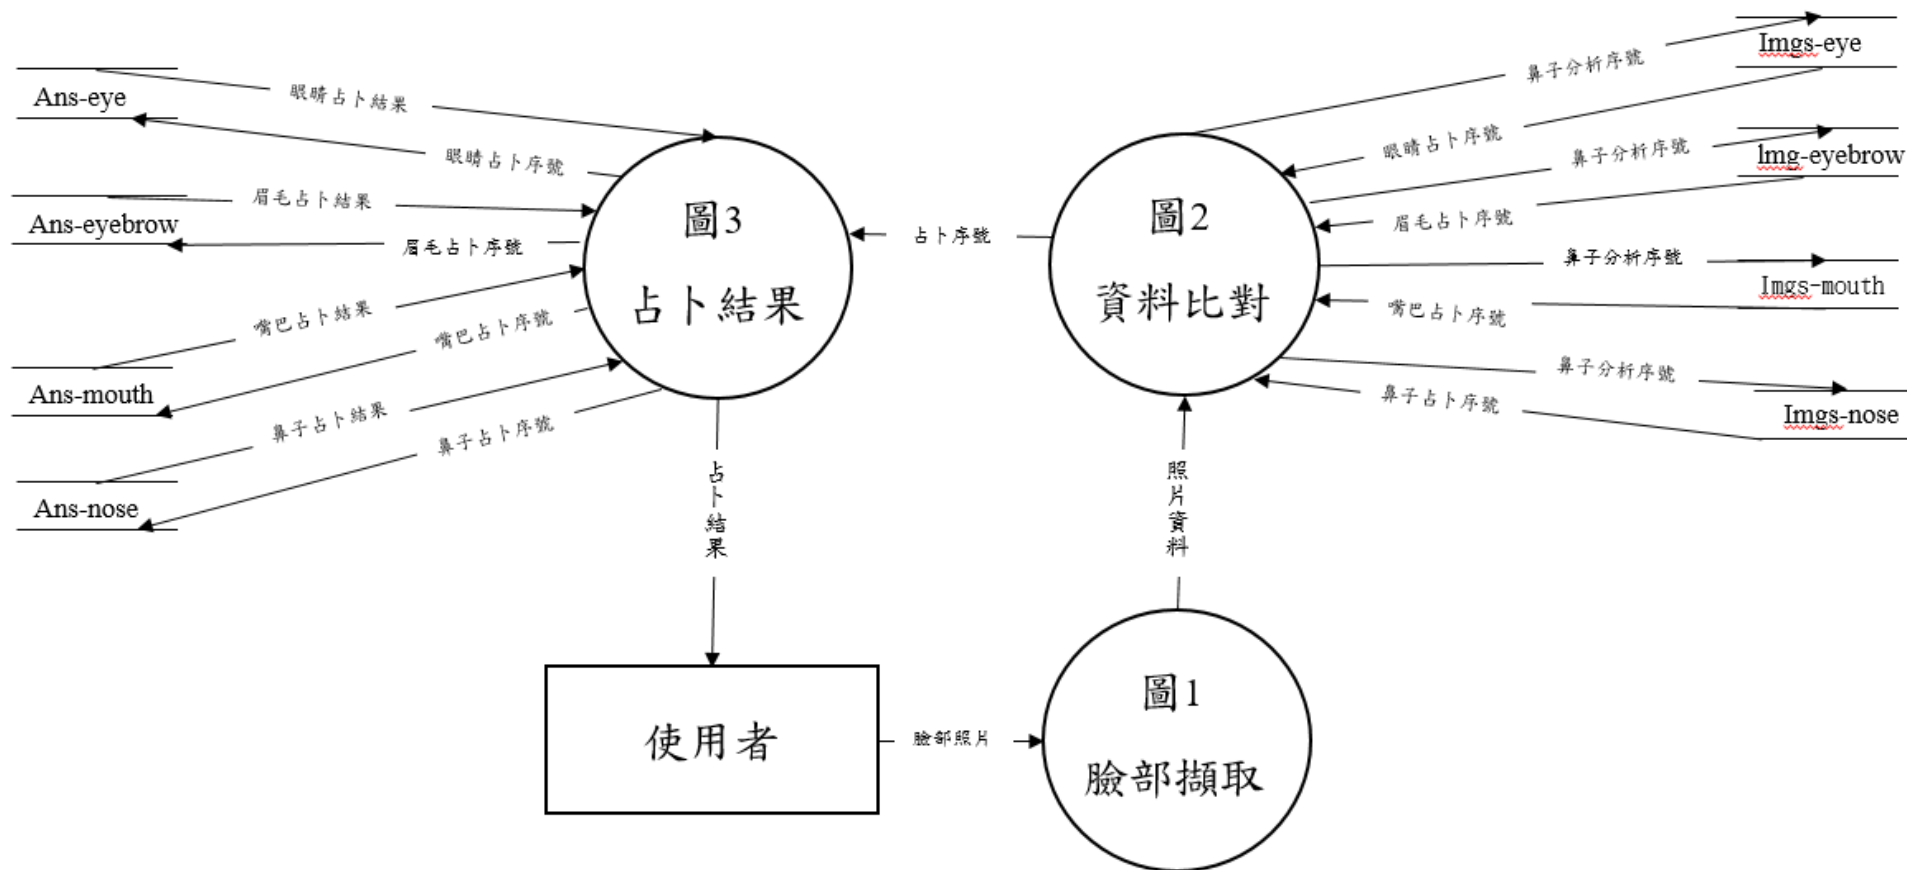 Ans-eye
眼睛占卜結果
眼睛占卜序號
Ans-eyebrow
眉毛占卜結果
眉毛占卜序號
Ans-mouth
嘴巴占卜結果
嘴巴占卜序號
Ans-nose
鼻子占卜結果
鼻子占卜序號
圖3
占卜結果
占卜序號
圖2
資料比對
鼻子分析序號
Imgs-eye
眼睛占卜序號
鼻子分析序號
lmg-eyebrow
眉毛占卜序號
鼻子分析序號
Imgs-mouth
嘴巴占卜序號
鼻子分析序號
Imgs-nose
鼻子占卜序號
占卜結果
照片資料
使用者
臉部照片
圖1
臉部擷取